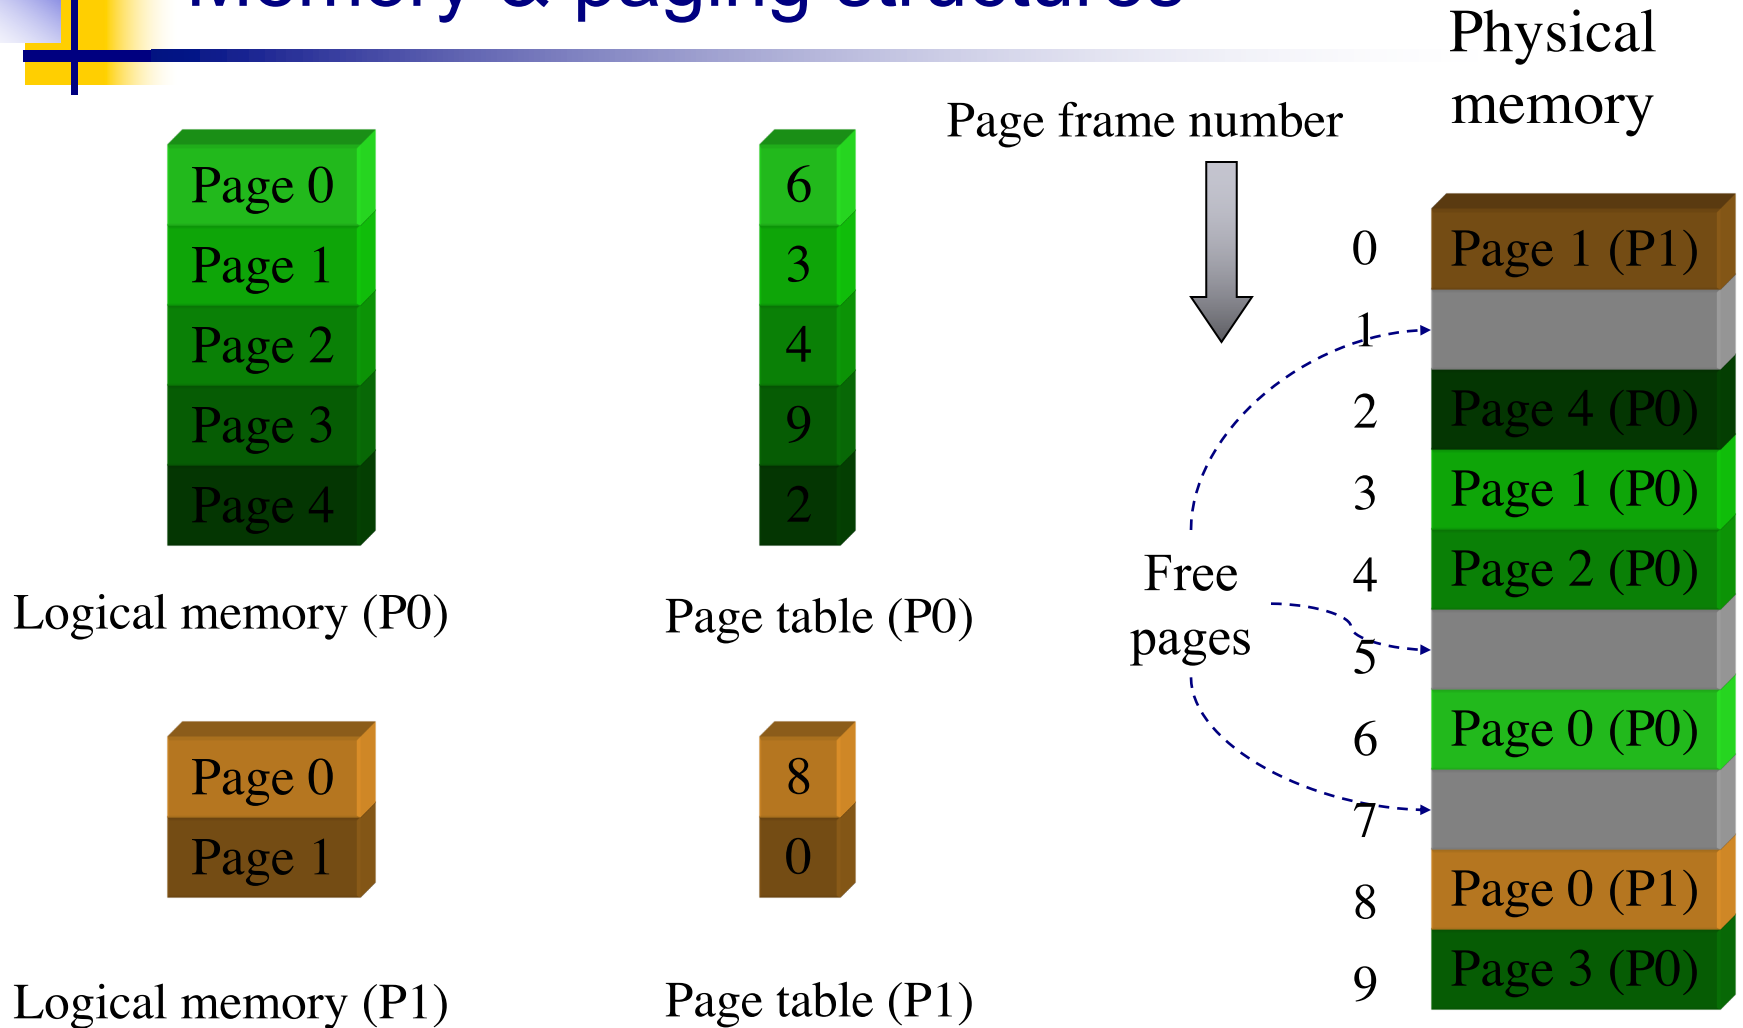 Memory & paging structures
Physical
memory
Page frame number
Page 0
Page 1
Page 2
Page 3
Page 4
Logical memory (P0)
6
3
4
9
2
Page table (P0)
Page 0
Page 1
Logical memory (P1)
8
0
Page table (P1)
Free
pages
0 Page 1 (P1)
1
2 Page 4 (P0)
3 Page 1 (P0)
4 Page 2 (P0)
5
6 Page 0 (P0)
7
8 Page 0 (P1)
9 Page 3 (P0)